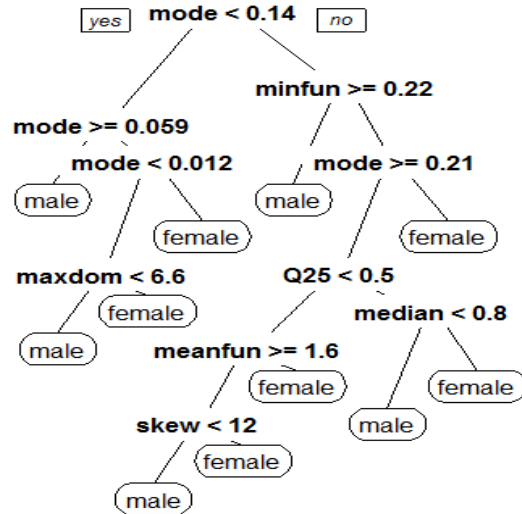 yes mode < 0.14 no
minfun >= 0.22
mode >= 0.059
mode < 0.012 mode >= 0.21
male male
female female
maxdom < 6.6 Q25 < 0.5
female median < 0.8
male meanfun >= 1.6
female female
skew < 12 male
female
male